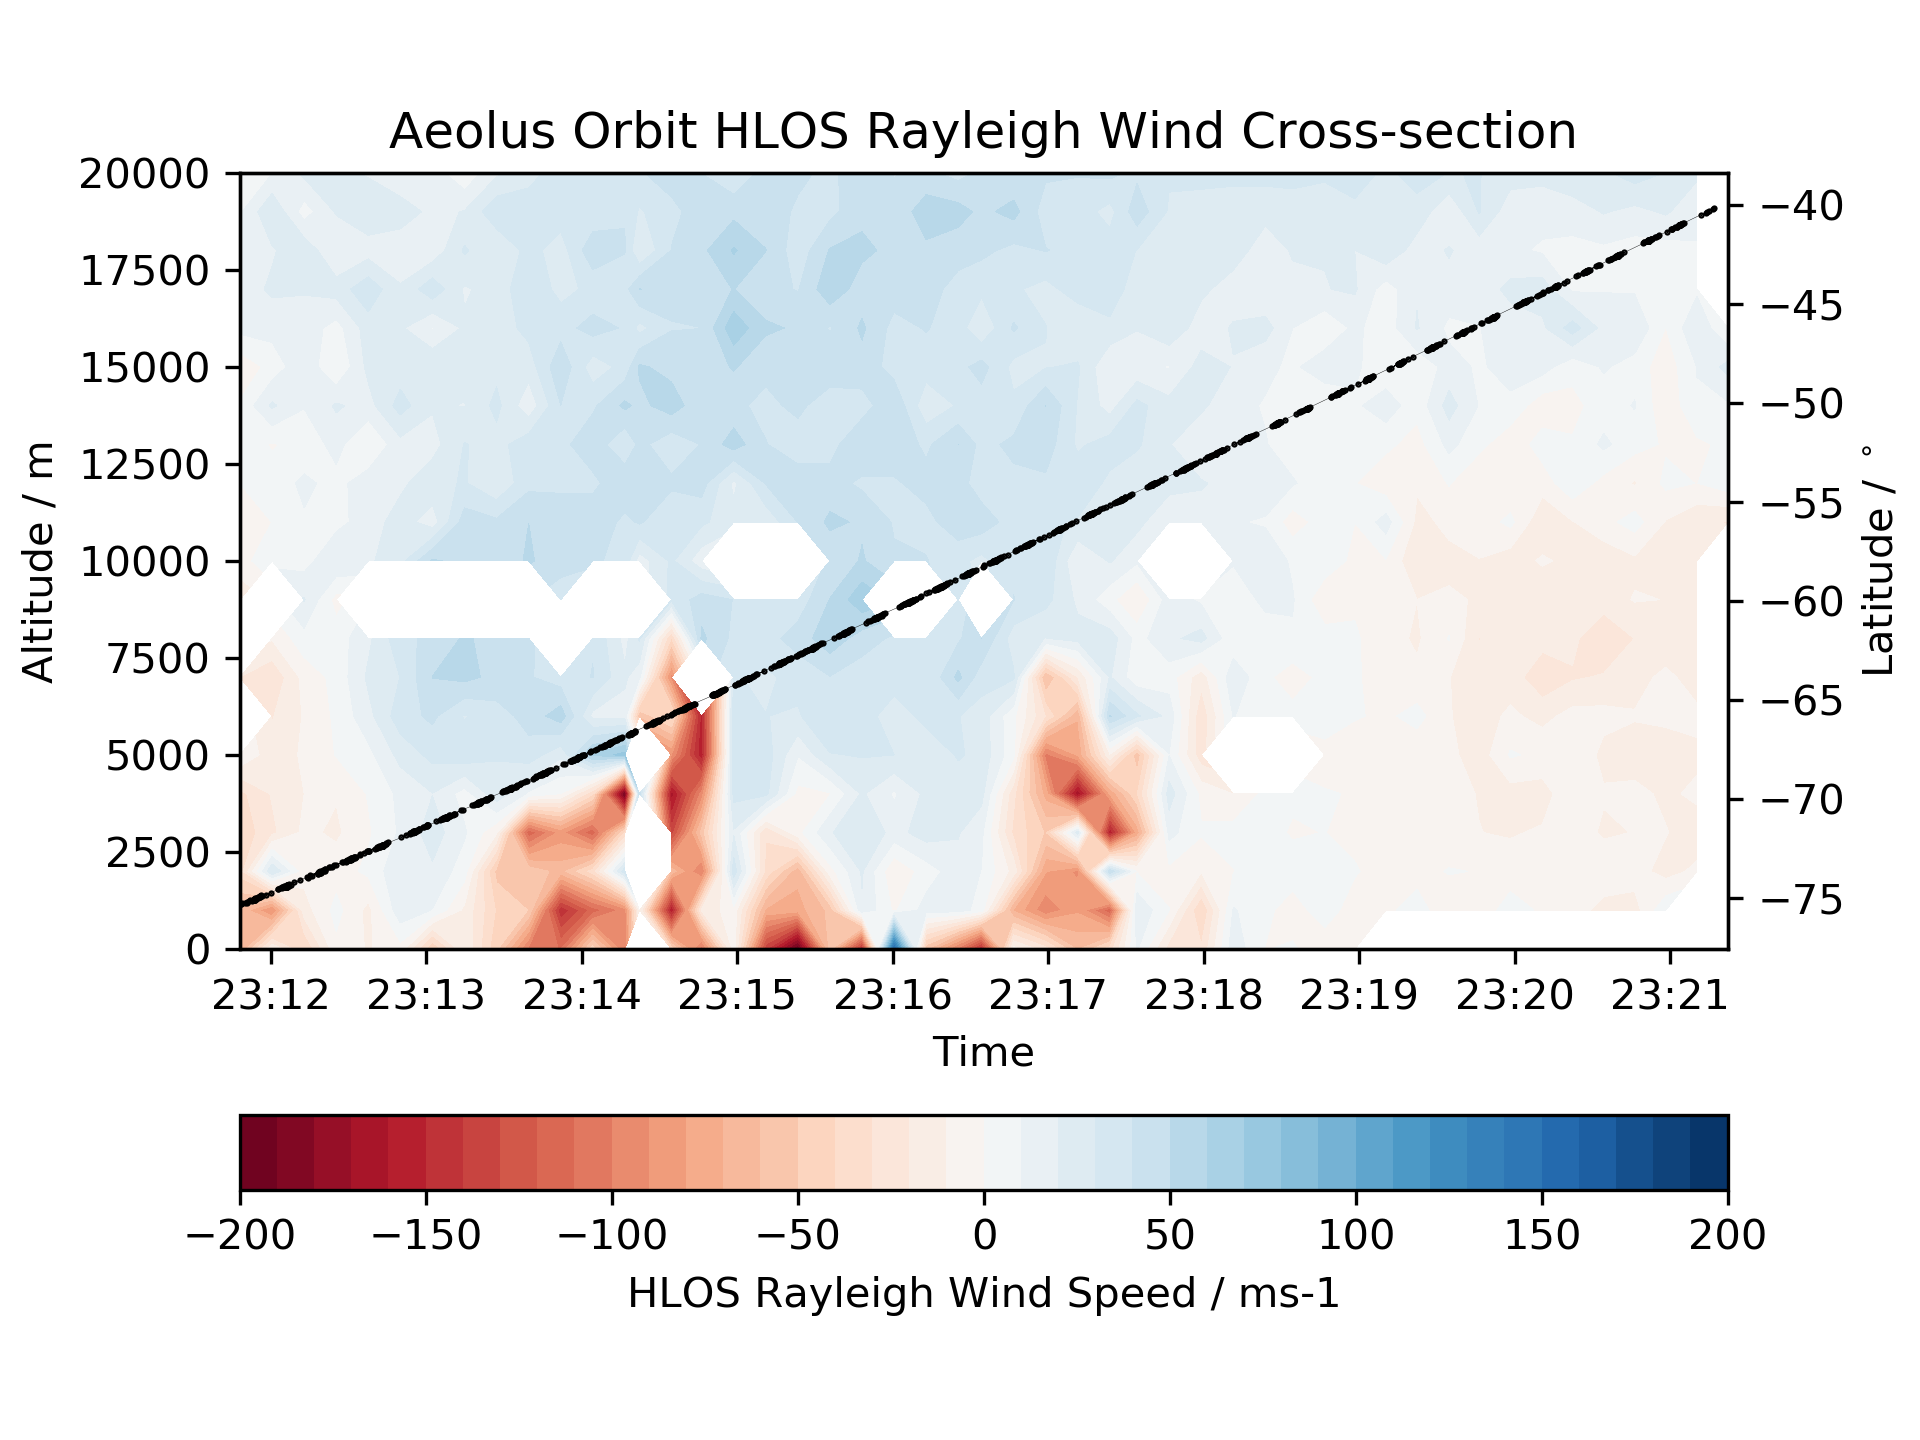 Aeolus Orbit HLOS Rayleigh Wind Cross-section
20000
17500
15000
12500
10000
7500
5000
2500
0
Altitude / m
−40
−45
−50
−55
−60
−65
−70
−75
Latitude / °
23:12 23:13 23:14 23:15 23:16 23:17 23:18 23:19 23:20 23:21
Time
−200 −150 −100 −50 0 50 100 150 200
HLOS Rayleigh Wind Speed / ms-1